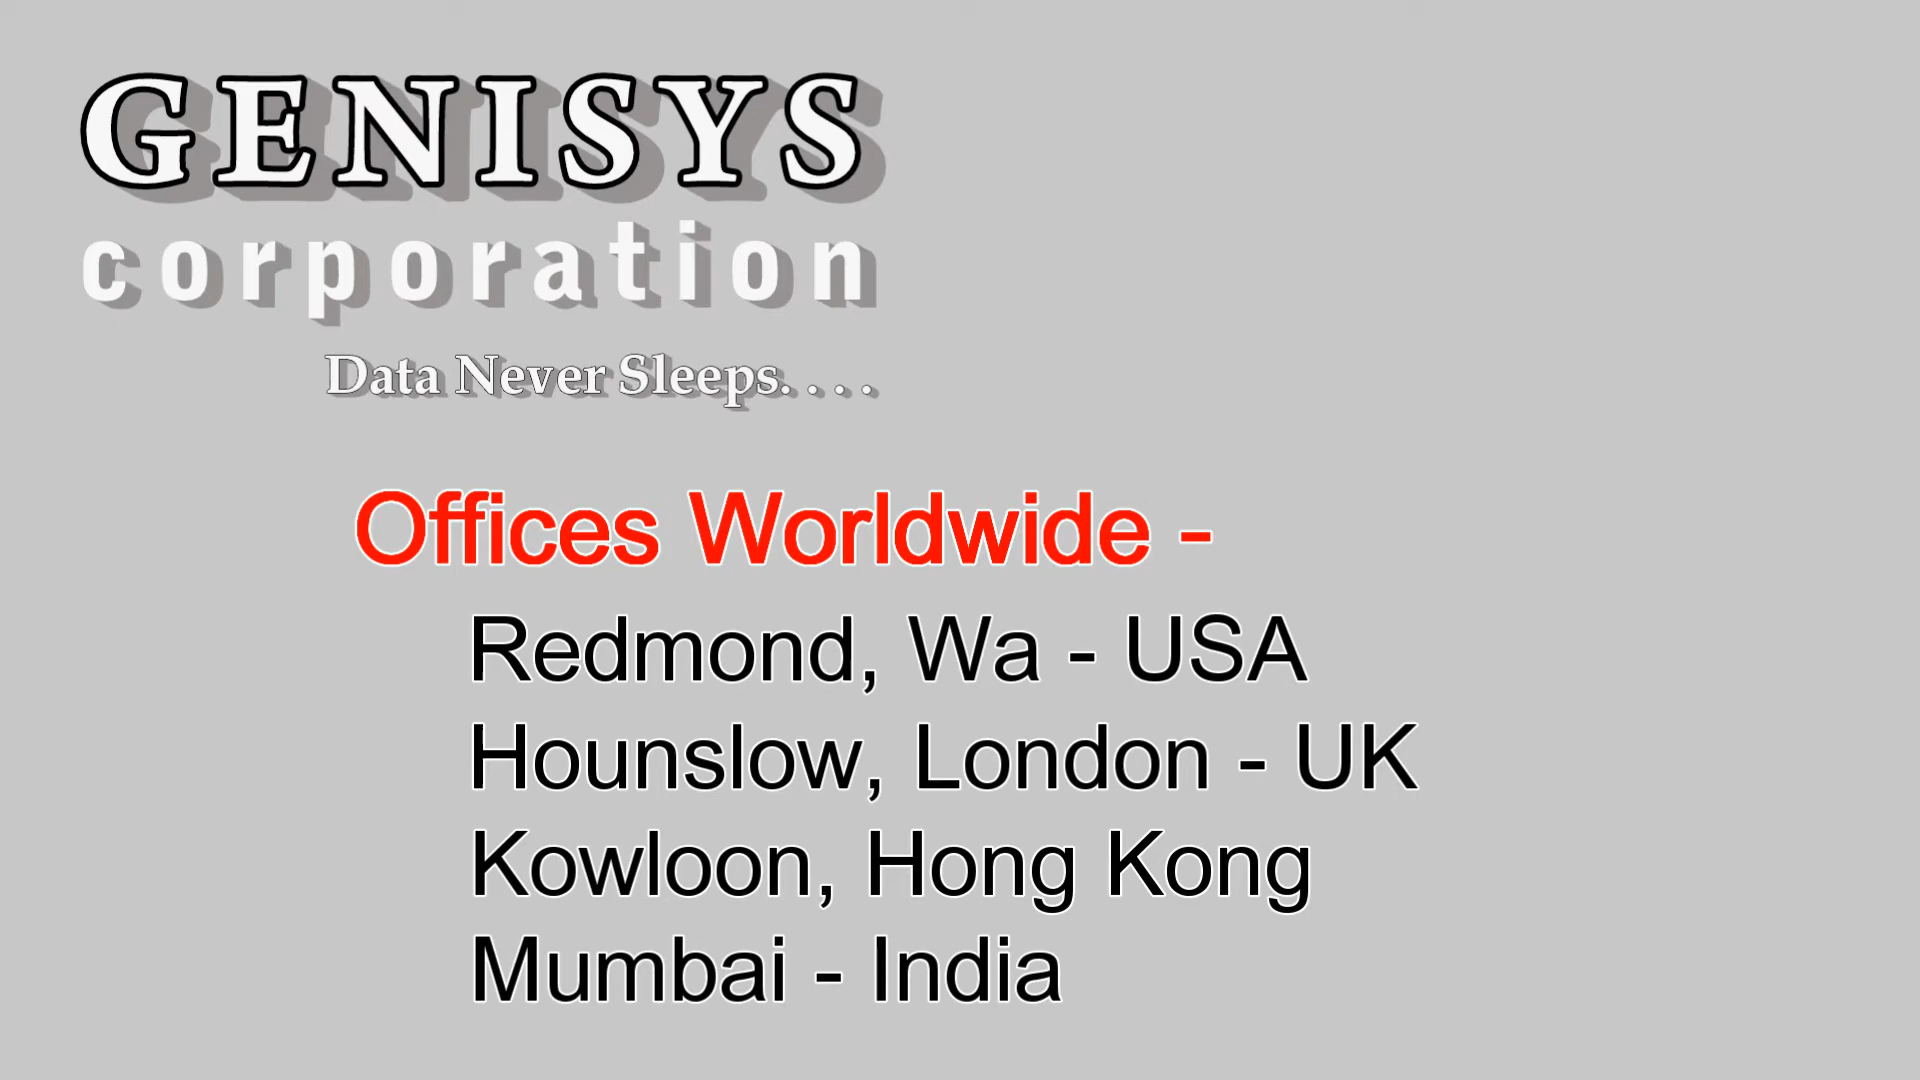 GENISYS
corporation
Data Never Sleeps. . . .
Offices Worldwide -
Redmond, Wa - USA
Hounslow, London - UK
Kowloon, Hong Kong
Mumbai - India